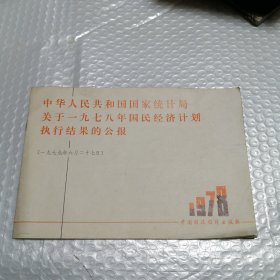 中华人民共和国国家统计局
关于一九七八年国民经济计划
执行结果的公报
(一九七九年六月二十七日)
1978